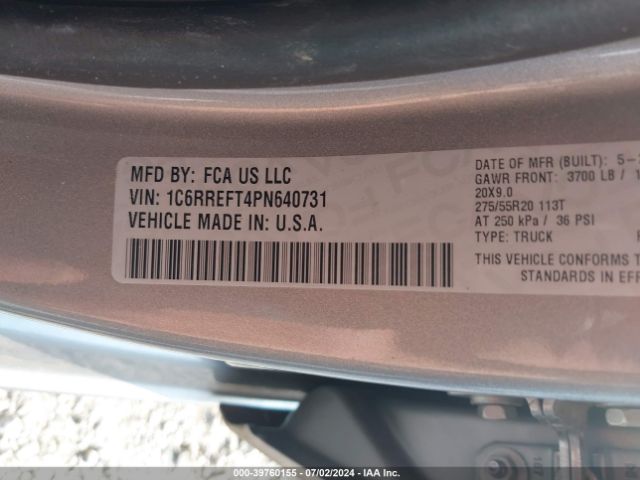 MFD BY: FCA US LLC
VIN: 1C6RREFT4PN640731
VEHICLE MADE IN: U.S.A.
DATE OF MFR (BUILT): 5-
GAWR FRONT: 3700 LB /
20X9.0
275/55R20 113T
AT 250 kPa / 36 PSI
TYPE: TRUCK
THIS VEHICLE CONFORMS
STANDARDS IN EFF
000-39760155 - 07/02/2024 - IAA Inc.